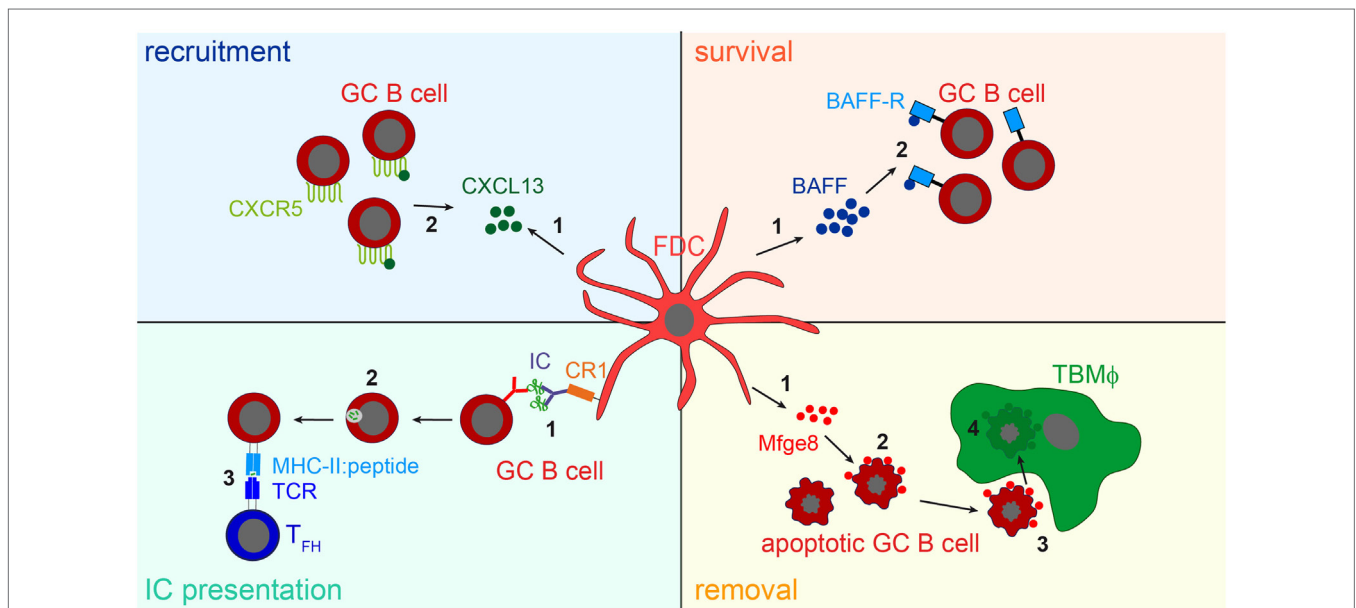 recruitment
GC B cell
CXCR5
CXCL13
2
1
survival
BAFF-R
GC B cell
2
BAFF
1
FDC
IC
CR1
1
2
GC B cell
MHC-II:peptide
3
TCR
TFH
IC presentation
1
Mfge8
2
TBMϕ
4
3
apoptotic GC B cell
removal